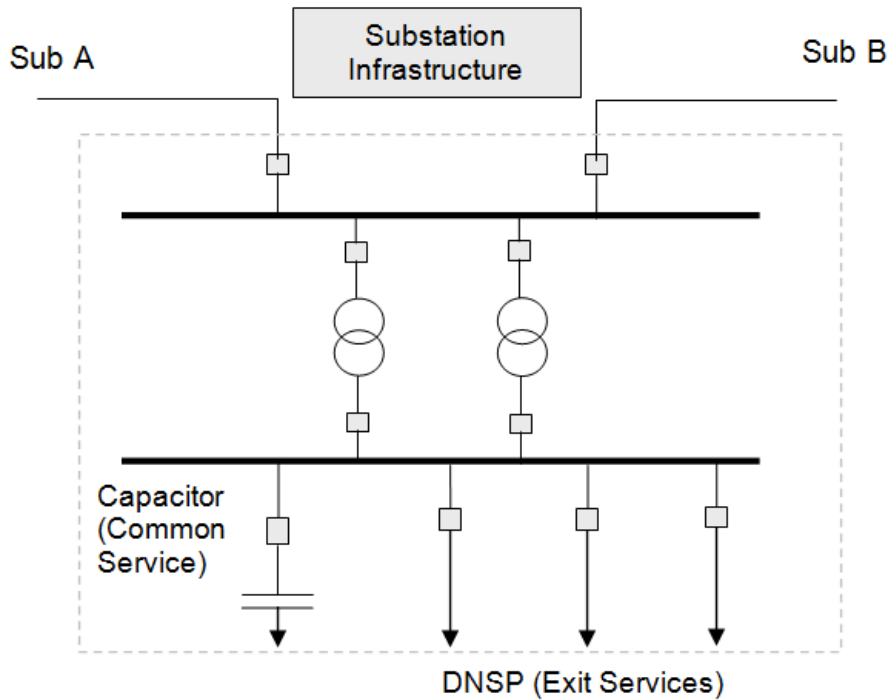 Sub A
Substation
Infrastructure
Sub B
Capacitor
(Common
Service)
DNSP (Exit Services)